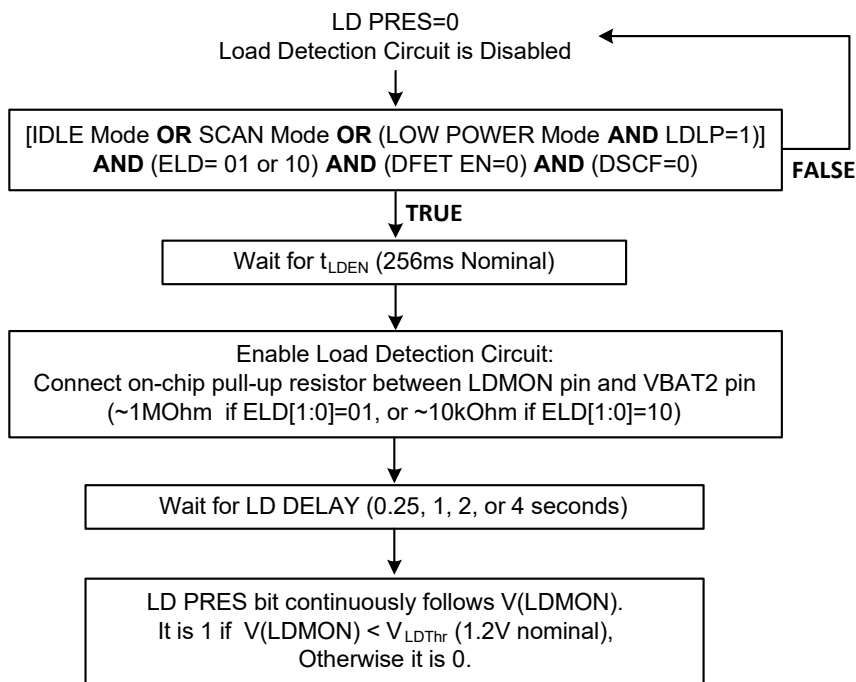 LD PRES=0
Load Detection Circuit is Disabled
[IDLE Mode OR SCAN Mode OR (LOW POWER Mode AND LDLP=1)]
AND (ELD= 01 or 10) AND (DFET EN=0) AND (DSCF=0)
FALSE
TRUE
Wait for tLDEN (256ms Nominal)
Enable Load Detection Circuit:
Connect on-chip pull-up resistor between LDMON pin and VBAT2 pin
(~1MOhm if ELD[1:0]=01, or ~10kOhm if ELD[1:0]=10)
Wait for LD DELAY (0.25, 1, 2, or 4 seconds)
LD PRES bit continuously follows V(LDMON).
It is 1 if V(LDMON) < VLDThr (1.2V nominal),
Otherwise it is 0.